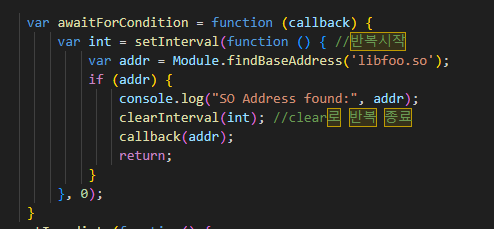 var awaitForCondition = function (callback) {
var int = setInterval(function () { //반복시작
var addr = Module.findBaseAddress('libfoo.so');
if (addr) {
console.log("SO Address found:", addr);
clearInterval(int); //clear로 반복 종료
callback(addr);
return;
}
}, 0);
}